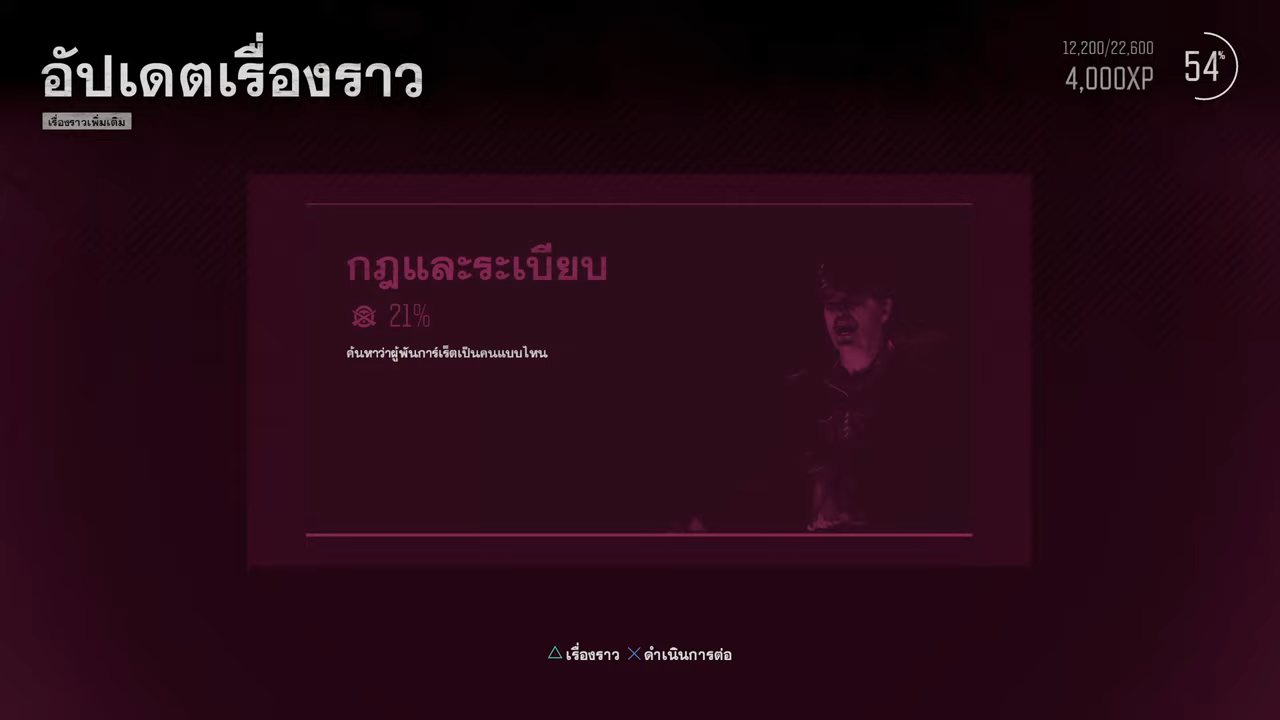 อัปเดตเรื่องราว
เรื่องราวเพิ่มเติม
12,200/22,600
4,000XP
54%
กฎและระเบียบ
21%
ค้นหาว่าผู้พันการ์เร็ตเป็นคนแบบไหน
เรื่องราว ดำเนินการต่อ